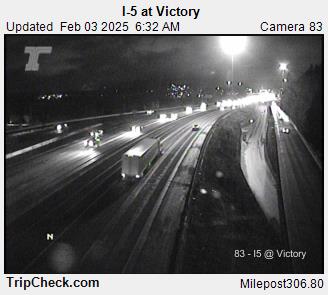 I-5 at Victory
Updated  Feb 03 2025  6:32 AM
Camera 83
T
N
83 - I5 @ Victory
TripCheck.com
Milepost306.80